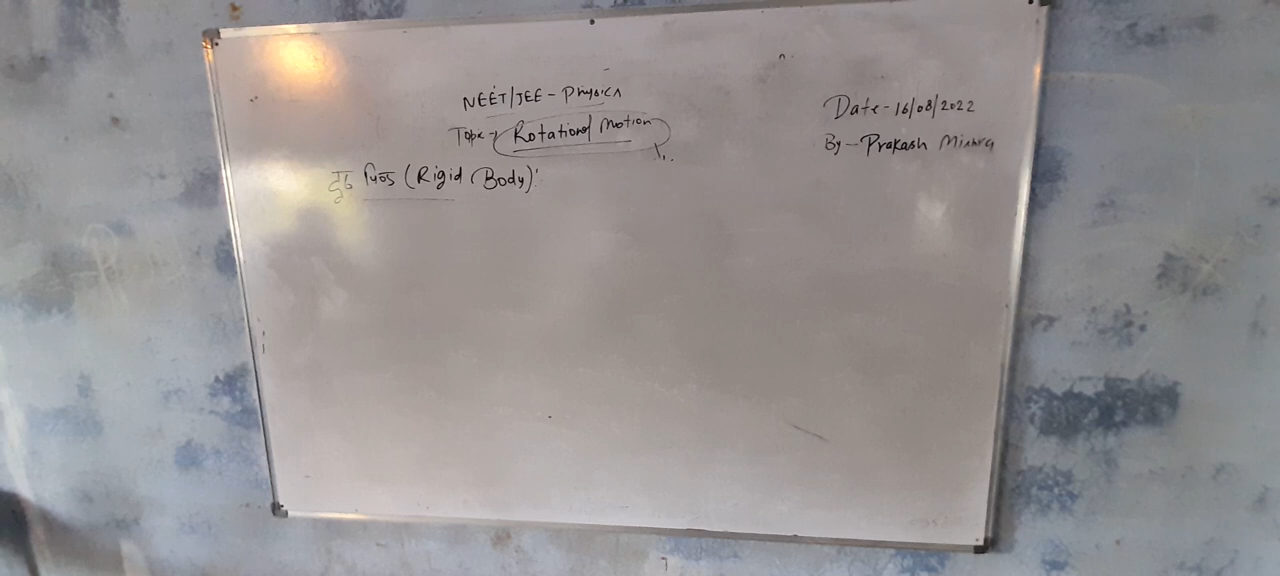 NEET/JEE - Physics
Topic → Rotational Motion
Date - 16/08/2022
By - Prakash Mishra
दृढ़ पिण्ड (Rigid Body)